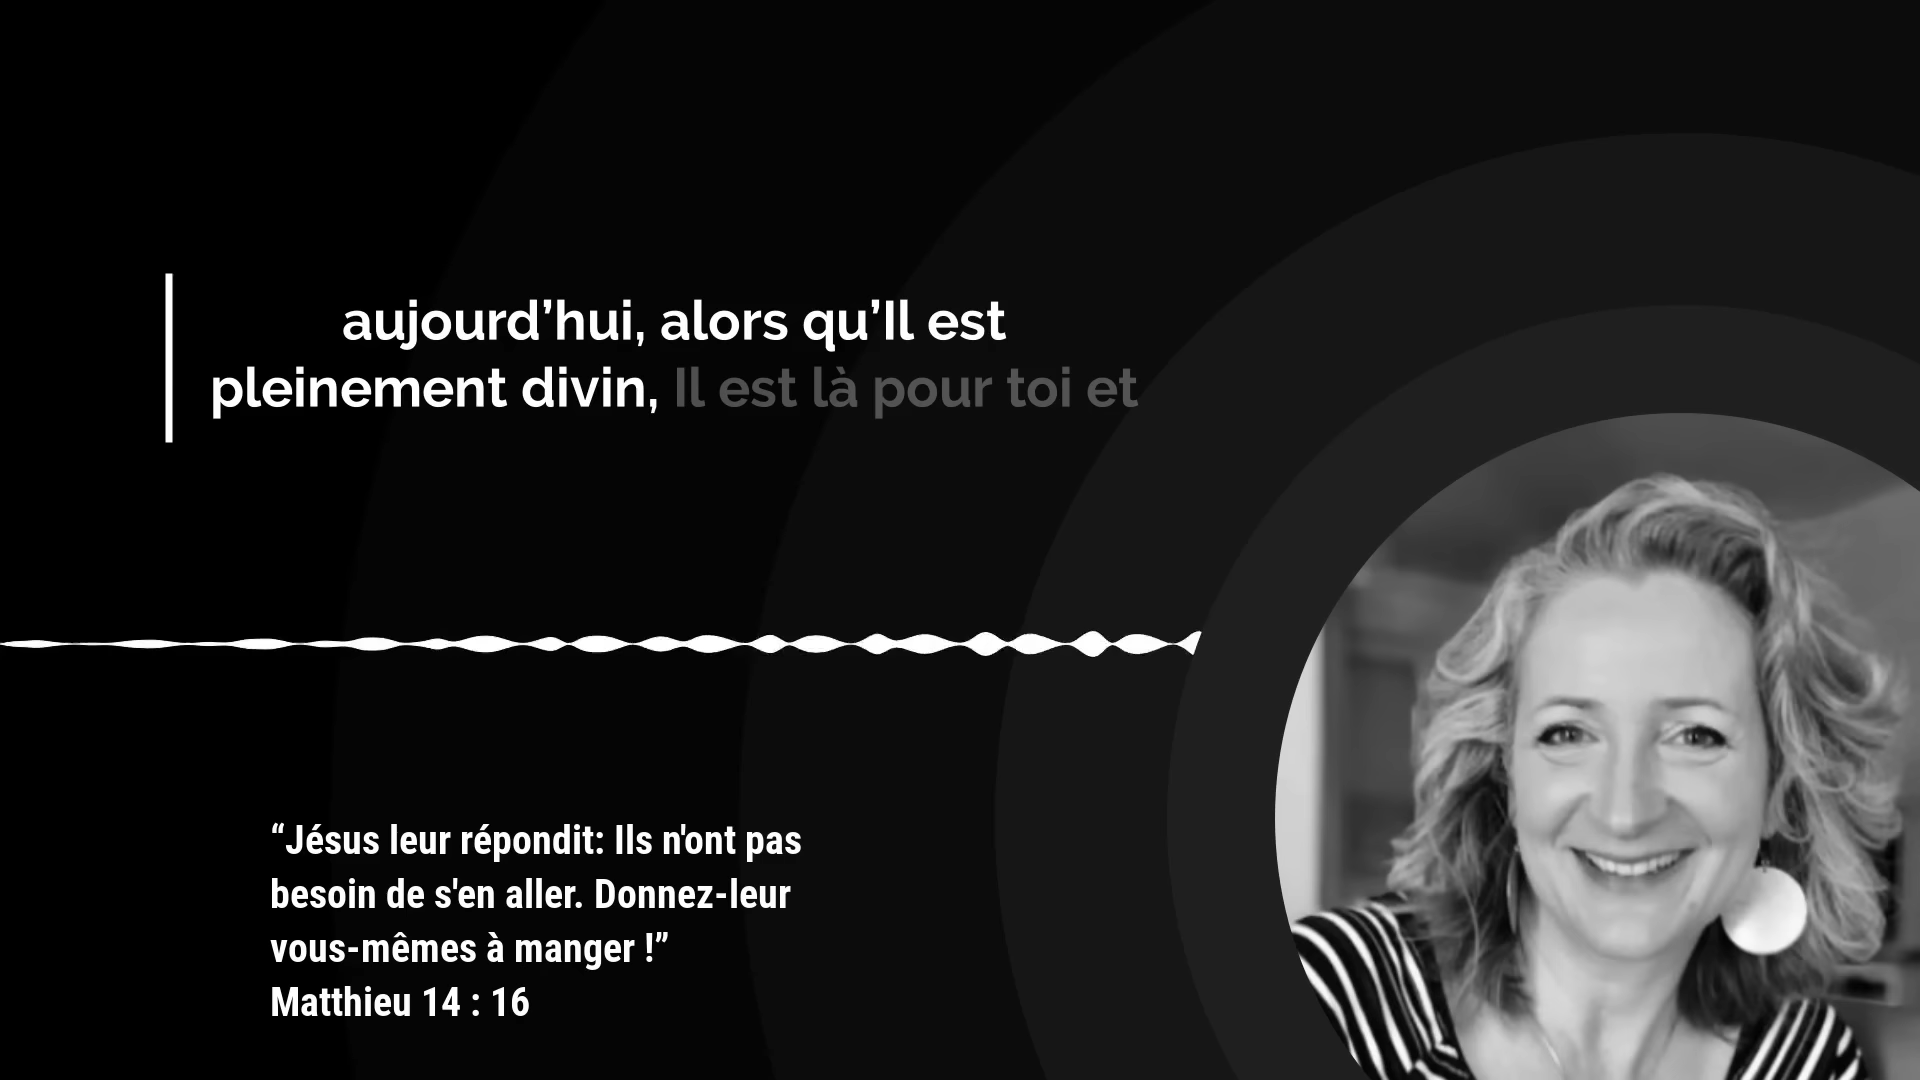 aujourd’hui, alors qu’Il est
pleinement divin, Il est là pour toi et
“Jésus leur répondit: Ils n'ont pas
besoin de s'en aller. Donnez-leur
vous-mêmes à manger !”
Matthieu 14 : 16